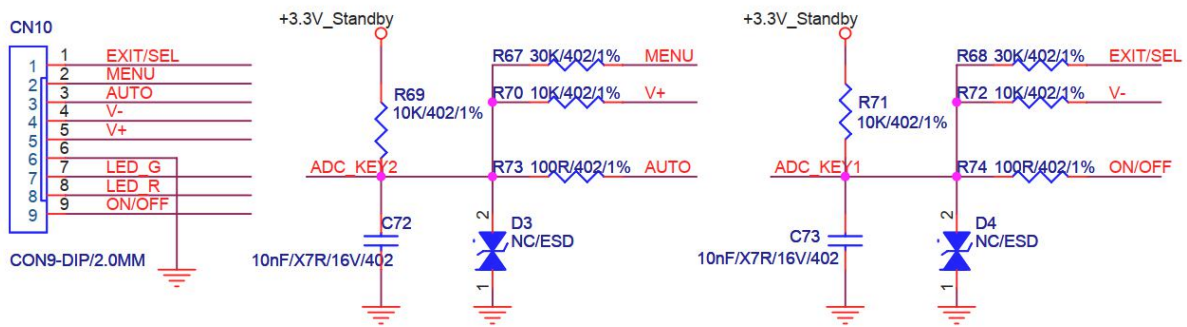 CN10
1 1 EXIT/SEL
2 2 MENU
3 3 AUTO
4 4 V-
5 5 V+
6 6
7 7 LED_G
8 8 LED_R
9 9 ON/OFF
CON9-DIP/2.0MM
+3.3V_Standby
R69
10K/402/1%
R67 30K/402/1% MENU
R70 10K/402/1% V+
ADC_KEY2
R73 100R/402/1% AUTO
C72
10nF/X7R/16V/402
2
D3
NC/ESD
1
+3.3V_Standby
R71
10K/402/1%
R68 30K/402/1% EXIT/SEL
R72 10K/402/1% V-
ADC_KEY1
R74 100R/402/1% ON/OFF
C73
10nF/X7R/16V/402
2
D4
NC/ESD
1